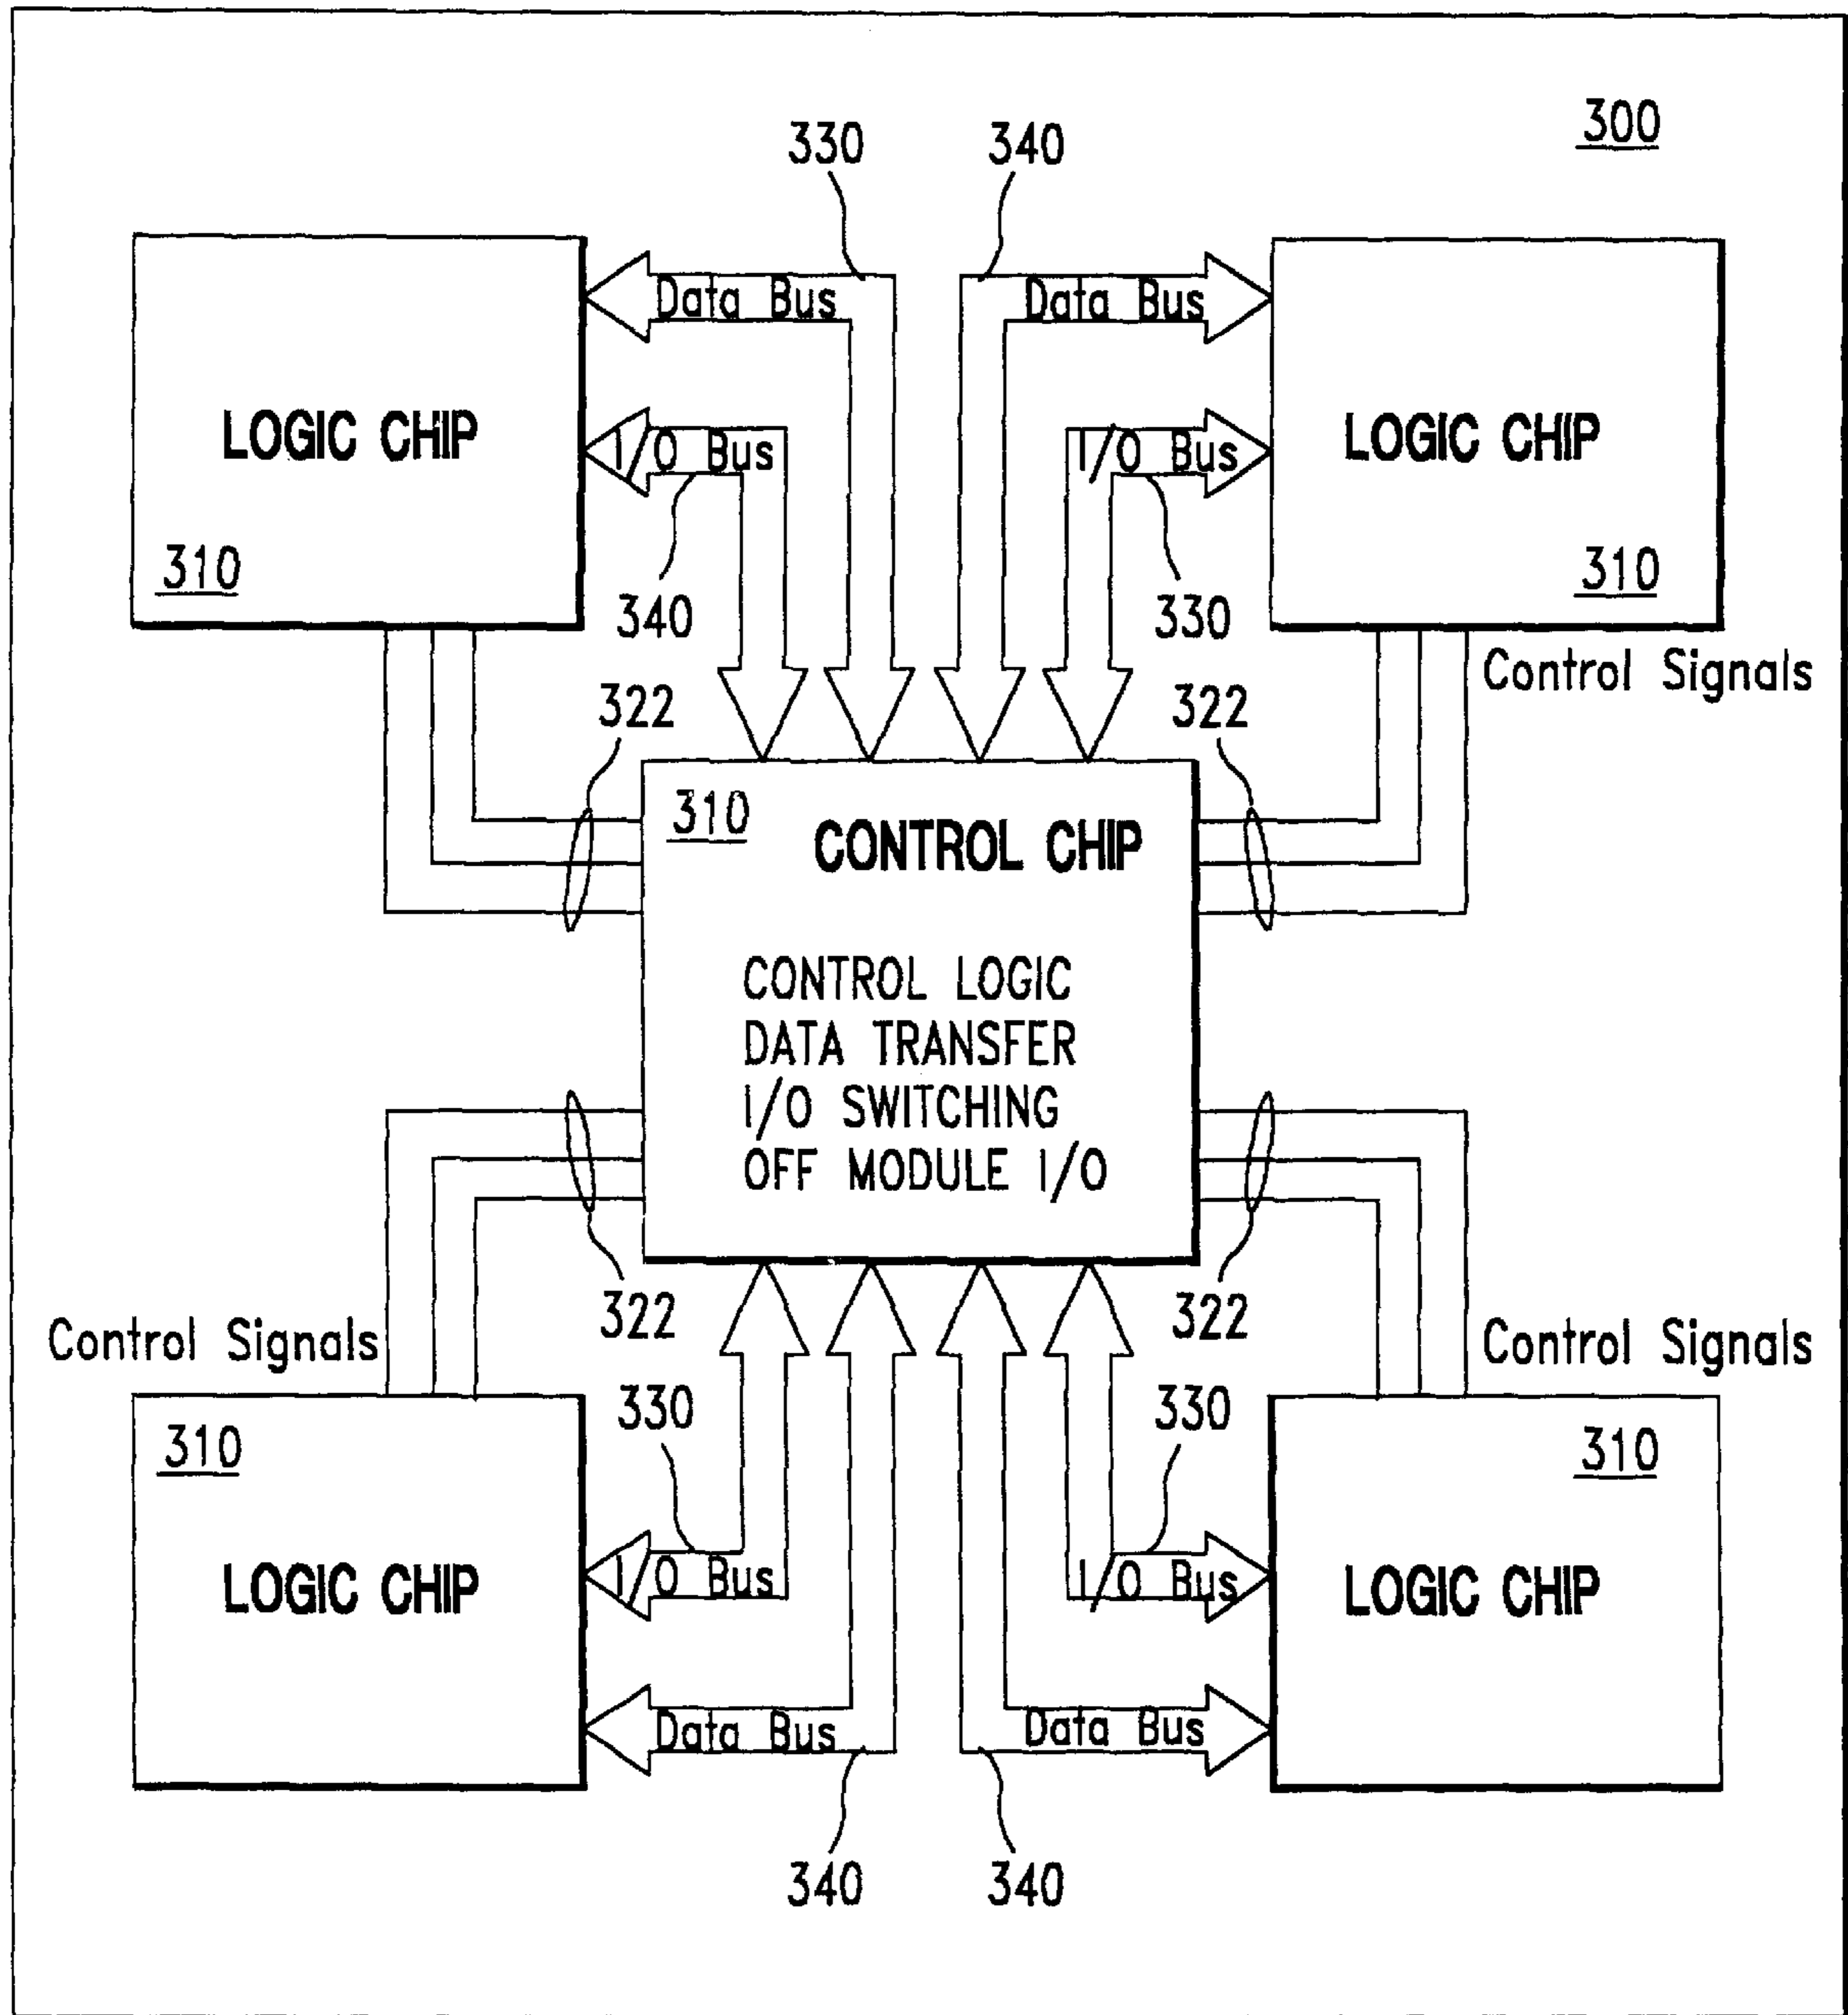 300
330
340
Data Bus
Data Bus
LOGIC CHIP
I/O Bus
I/O Bus
LOGIC CHIP
310
340
330
310
Control Signals
322
322
310
CONTROL CHIP
CONTROL LOGIC
DATA TRANSFER
I/O SWITCHING
OFF MODULE I/O
322
322
Control Signals
Control Signals
310
330
330
310
LOGIC CHIP
I/O Bus
I/O Bus
LOGIC CHIP
Data Bus
Data Bus
340
340